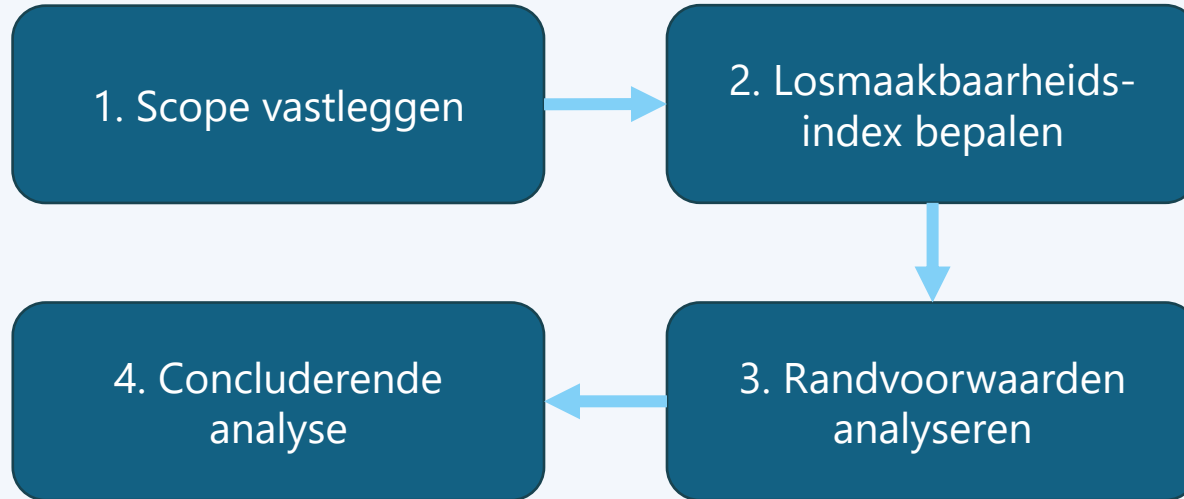 1. Scope vastleggen
2. Losmaakbaarheids-
index bepalen
3. Randvoorwaarden
analyseren
4. Concluderende
analyse